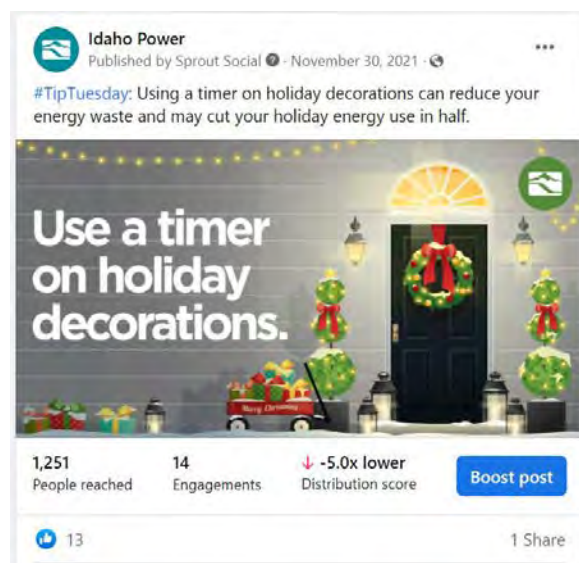 Idaho Power
Published by Sprout Social · November 30, 2021 ·
#TipTuesday: Using a timer on holiday decorations can reduce your
energy waste and may cut your holiday energy use in half.
Use a timer
on holiday
decorations.
Merry Christmas
1,251
People reached
14
Engagements
↓ -5.0x lower
Distribution score
Boost post
13
1 Share